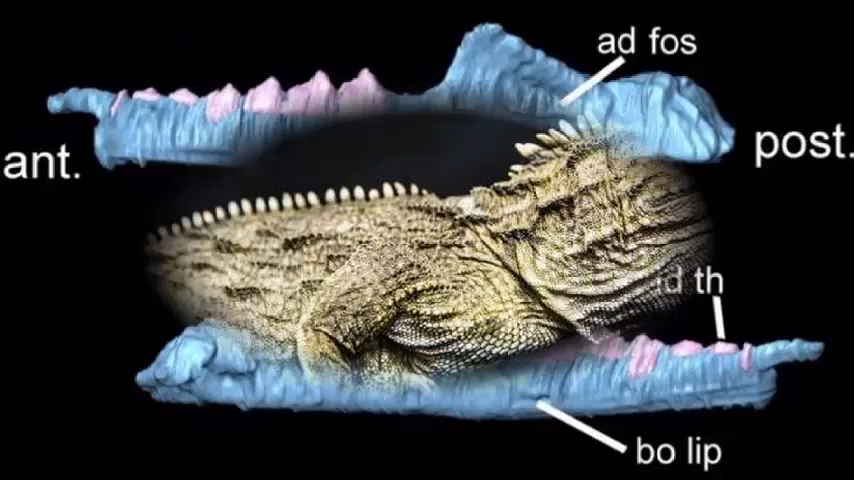 ad fos
ant.
post.
th
bo lip